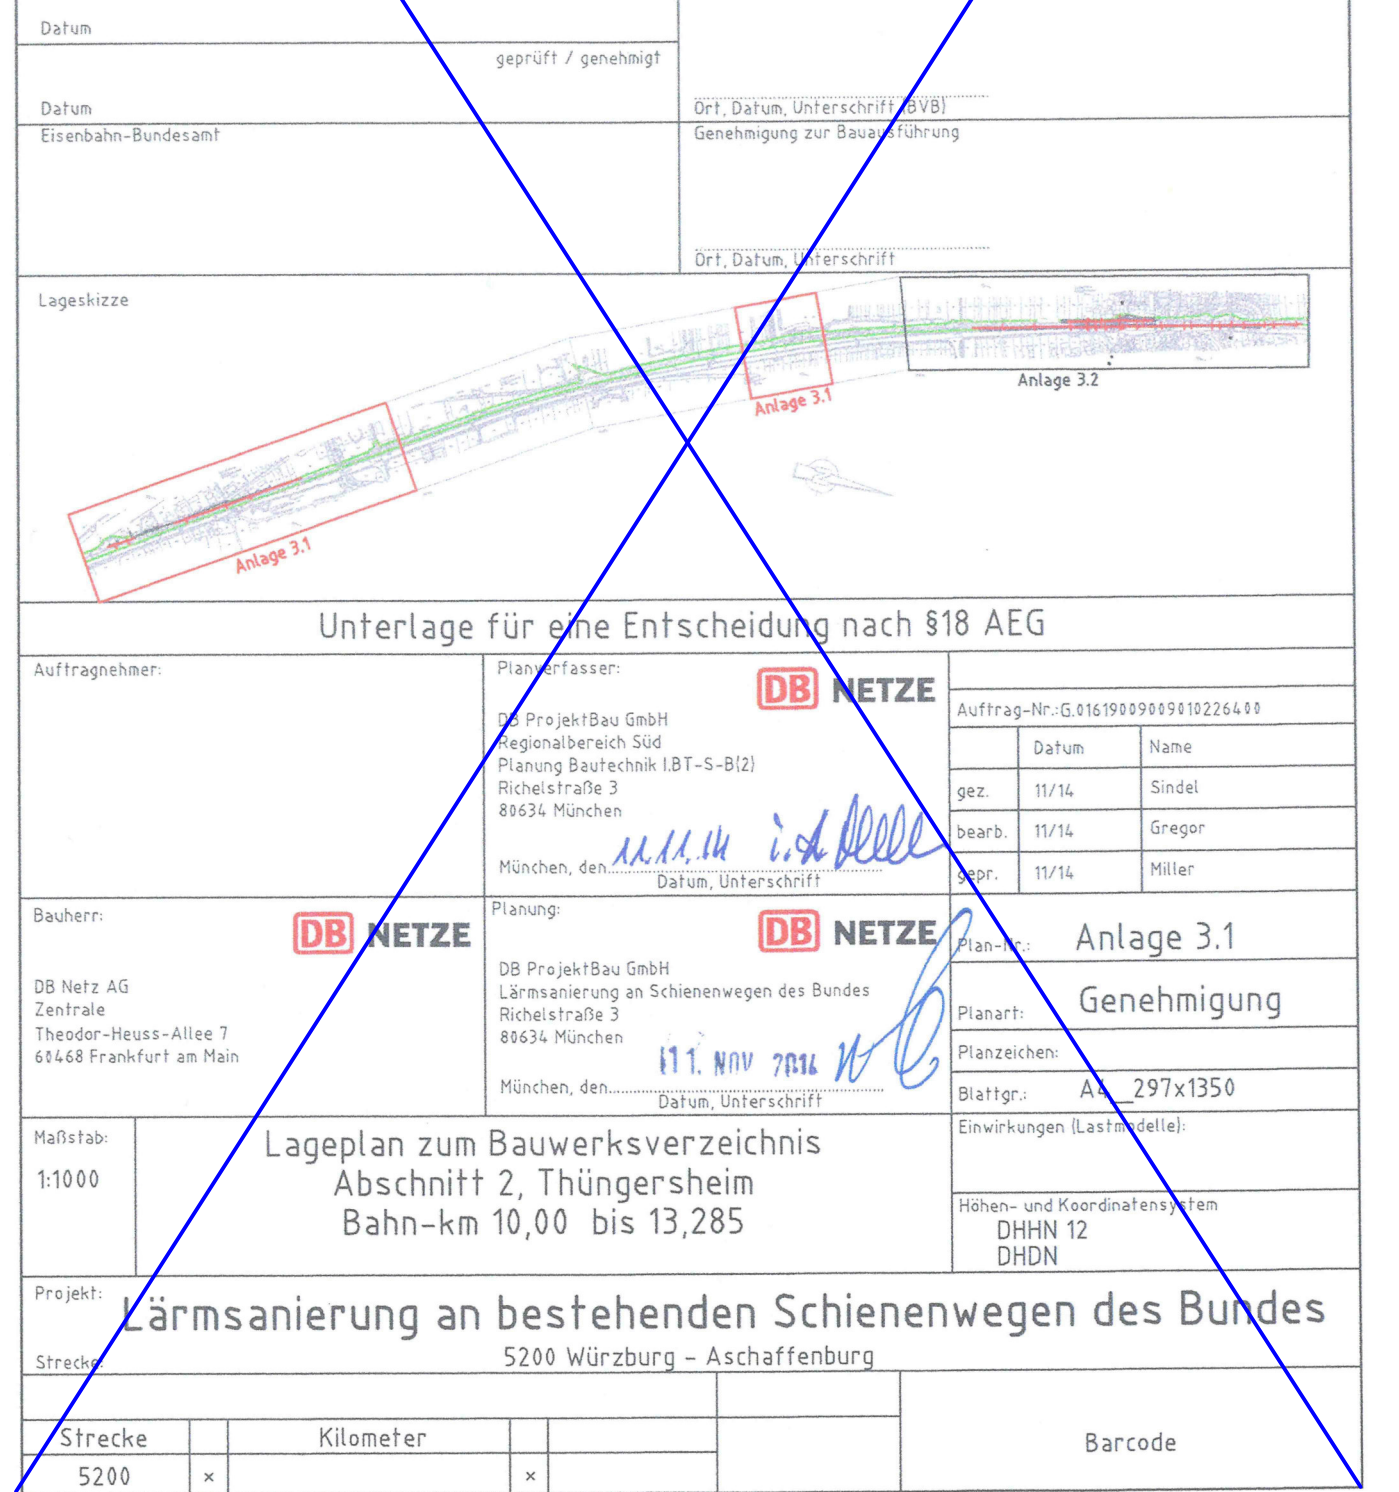 Datum
geprüft / genehmigt
Datum
Ort, Datum, Unterschrift (BVB)
Eisenbahn-Bundesamt
Genehmigung zur Bauausführung
Ort, Datum, Unterschrift
Lageskizze
Anlage 3.2
Anlage 3.1
Anlage 3.1
Unterlage für eine Entscheidung nach §18 AEG
Auftragnehmer:
Planverfasser:
DB NETZE
DB ProjektBau GmbH
Regionalbereich Süd
Planung Bautechnik I.BT-S-B(2)
Richelstraße 3
80634 München
München, den 11.11.14
Datum, Unterschrift
Auftrag-Nr.:G.01619009009010226400
Datum Name
gez. 11/14 Sindel
bearb. 11/14 Gregor
gepr. 11/14 Miller
Bauherr:
DB NETZE
DB Netz AG
Zentrale
Theodor-Heuss-Allee 7
60468 Frankfurt am Main
Planung:
DB NETZE
DB ProjektBau GmbH
Lärmsanierung an Schienenwegen des Bundes
Richelstraße 3
80634 München
11. NOV 2014
München, den
Datum, Unterschrift
Plan-Nr.: Anlage 3.1
Planart: Genehmigung
Planzeichen:
Blattgr.: A4__297x1350
Maßstab:
1:1000
Lageplan zum Bauwerksverzeichnis
Abschnitt 2, Thüngersheim
Bahn-km 10,00 bis 13,285
Einwirkungen (Lastmodelle):
Höhen- und Koordinatensystem
DHHN 12
DHDN
Projekt:
Lärmsanierung an bestehenden Schienenwegen des Bundes
Strecke: 5200 Würzburg - Aschaffenburg
Strecke Kilometer
5200 × ×
Barcode